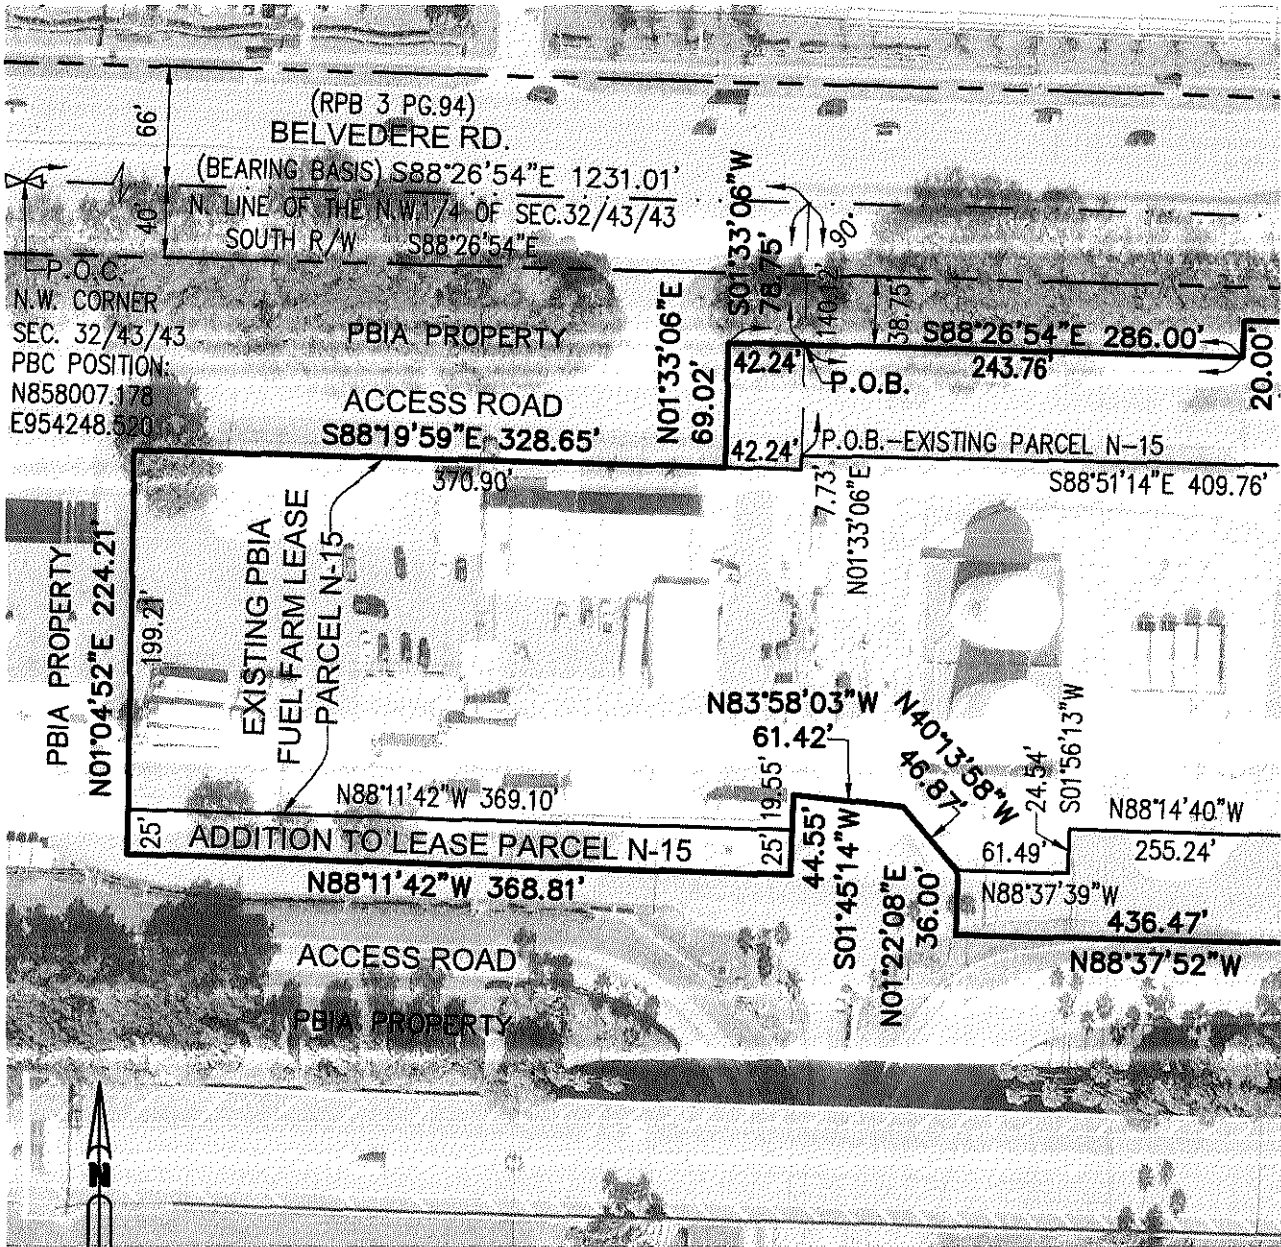 66'
(RPB 3 PG.94)
BELVEDERE RD.
(BEARING BASIS) S88°26'54"E 1231.01'
N. LINE OF THE N.W.1/4 OF SEC.32/43/43
40'
SOUTH R/W S88°26'54"E
P.O.C.
N.W. CORNER
SEC. 32/43/43
PBC POSITION:
N858007.178
E954248.520
PBIA PROPERTY
ACCESS ROAD
S88°19'59"E 328.65'
370.90'
N01°33'06"E
69.02'
S01°33'06"W
78.75'
90°
140.12'
38.75'
S88°26'54"E 286.00'
243.76'
42.24'
P.O.B.
20.00'
42.24'
P.O.B.-EXISTING PARCEL N-15
S88°51'14"E 409.76'
7.73'
N01°33'06"E
PBIA PROPERTY
N01°04'52"E 224.21'
199.21'
EXISTING PBIA
FUEL FARM LEASE
PARCEL N-15
N83°58'03"W
61.42'
N40°13'58"W
46.87'
24.54'
S01°56'13"W
N88°11'42"W 369.10'
19.55'
N88°14'40"W
25'
ADDITION TO LEASE PARCEL N-15
25'
44.55'
S01°45'14"W
61.49'
255.24'
N88°11'42"W 368.81'
N01°22'08"E
36.00'
N88°37'39"W
436.47'
N88°37'52"W
ACCESS ROAD
PBIA PROPERTY
N